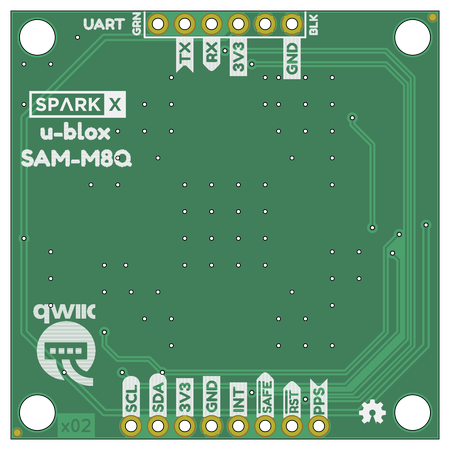 UART GRN BLK
TX RX 3V3 GND
SPARK X
u-blox
SAM-M8Q
qwiic
SCL SDA 3V3 GND INT SAFE RST PPS
x02